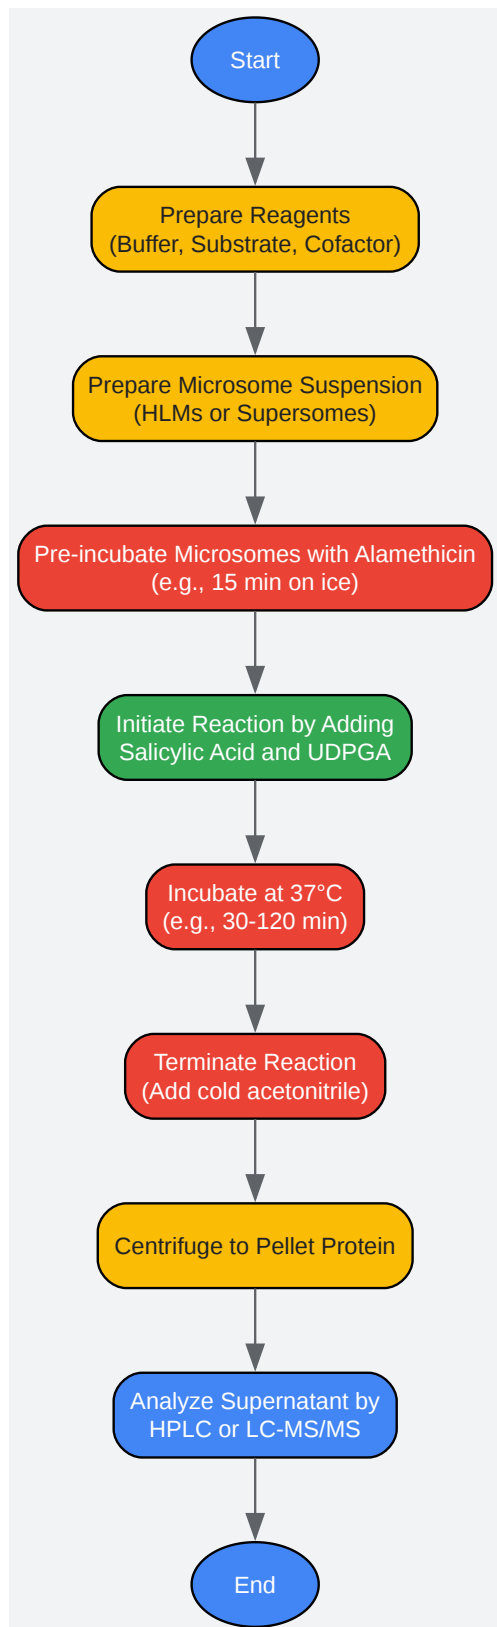 Start
Prepare Reagents
(Buffer, Substrate, Cofactor)
Prepare Microsome Suspension
(HLMs or Supersomes)
Pre-incubate Microsomes with Alamethicin
(e.g., 15 min on ice)
Initiate Reaction by Adding
Salicylic Acid and UDPGA
Incubate at 37°C
(e.g., 30-120 min)
Terminate Reaction
(Add cold acetonitrile)
Centrifuge to Pellet Protein
Analyze Supernatant by
HPLC or LC-MS/MS
End